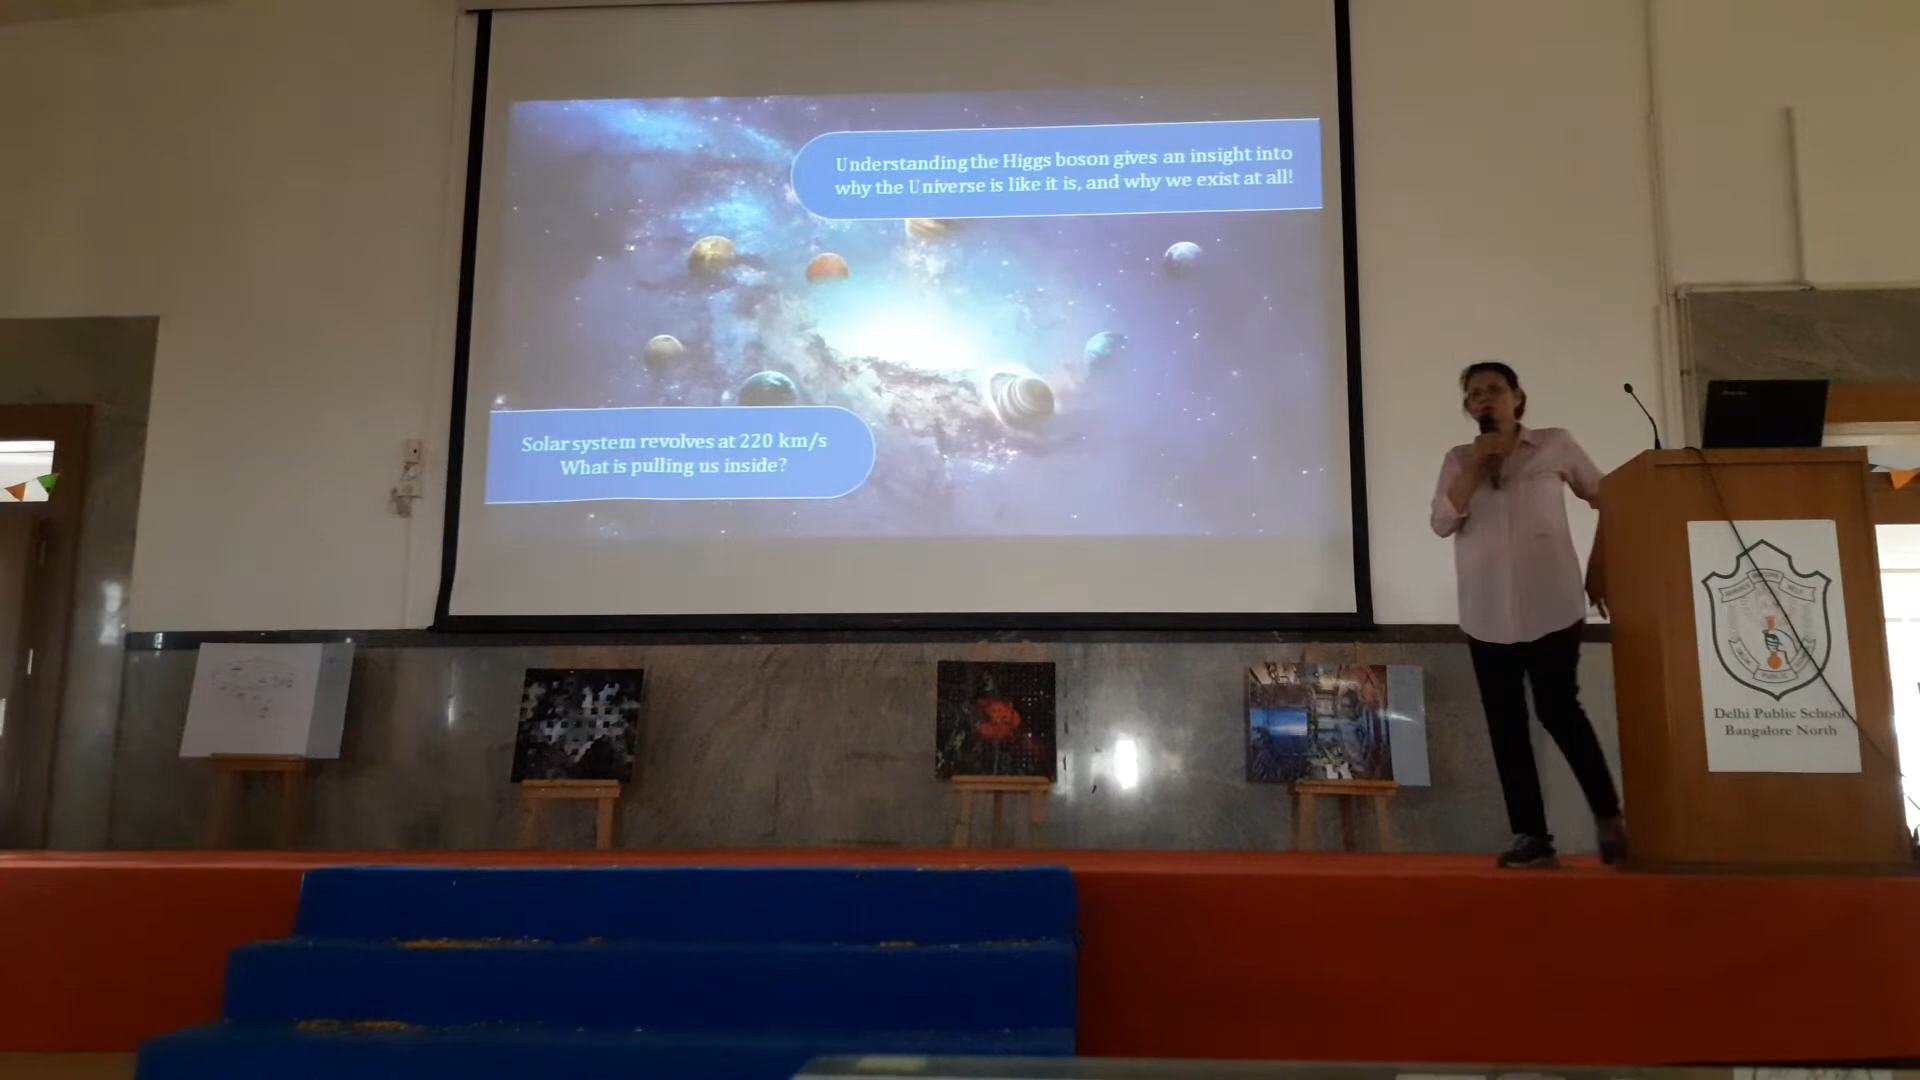 Understanding the Higgs boson gives an insight into
why the Universe is like it is, and why we exist at all!
Solar system revolves at 220 km/s
What is pulling us inside?
PUBLIC
Delhi Public School
Bangalore North